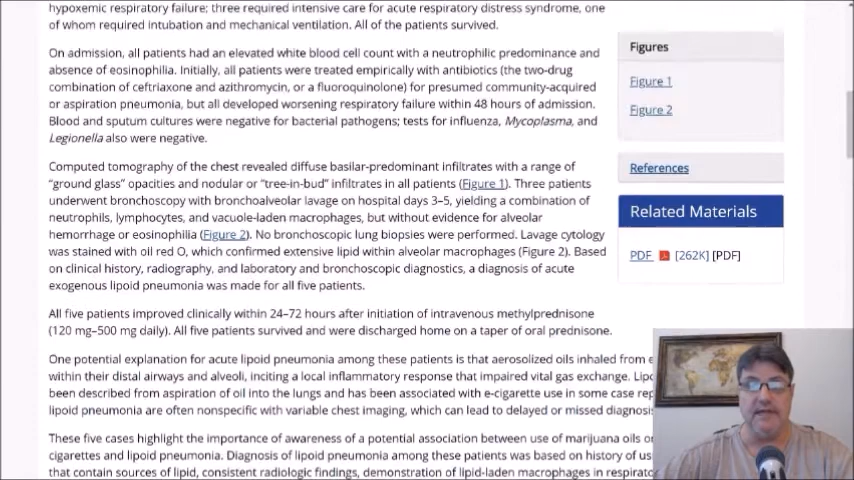 hypoxemic respiratory failure; three required intensive care for acute respiratory distress syndrome, one
of whom required intubation and mechanical ventilation. All of the patients survived.
On admission, all patients had an elevated white blood cell count with a neutrophilic predominance and
absence of eosinophilia. Initially, all patients were treated empirically with antibiotics (the two-drug
combination of ceftriaxone and azithromycin, or a fluoroquinolone) for presumed community-acquired
or aspiration pneumonia, but all developed worsening respiratory failure within 48 hours of admission.
Blood and sputum cultures were negative for bacterial pathogens; tests for influenza, Mycoplasma, and
Legionella also were negative.
Computed tomography of the chest revealed diffuse basilar-predominant infiltrates with a range of
“ground glass” opacities and nodular or “tree-in-bud” infiltrates in all patients (Figure 1). Three patients
underwent bronchoscopy with bronchoalveolar lavage on hospital days 3–5, yielding a combination of
neutrophils, lymphocytes, and vacuole-laden macrophages, but without evidence for alveolar
hemorrhage or eosinophilia (Figure 2). No bronchoscopic lung biopsies were performed. Lavage cytology
was stained with oil red O, which confirmed extensive lipid within alveolar macrophages (Figure 2). Based
on clinical history, radiography, and laboratory and bronchoscopic diagnostics, a diagnosis of acute
exogenous lipoid pneumonia was made for all five patients.
All five patients improved clinically within 24–72 hours after initiation of intravenous methylprednisone
(120 mg–500 mg daily). All five patients survived and were discharged home on a taper of oral prednisone.
One potential explanation for acute lipoid pneumonia among these patients is that aerosolized oils inhaled from e
within their distal airways and alveoli, inciting a local inflammatory response that impaired vital gas exchange. Lip
been described from aspiration of oil into the lungs and has been associated with e-cigarette use in some case rep
lipoid pneumonia are often nonspecific with variable chest imaging, which can lead to delayed or missed diagnosis
These five cases highlight the importance of awareness of a potential association between use of marijuana oils or
cigarettes and lipoid pneumonia. Diagnosis of lipoid pneumonia among these patients was based on history of us
that contain sources of lipid, consistent radiologic findings, demonstration of lipid-laden macrophages in respirato
Figures
Figure 1
Figure 2
References
Related Materials
PDF [262K] [PDF]